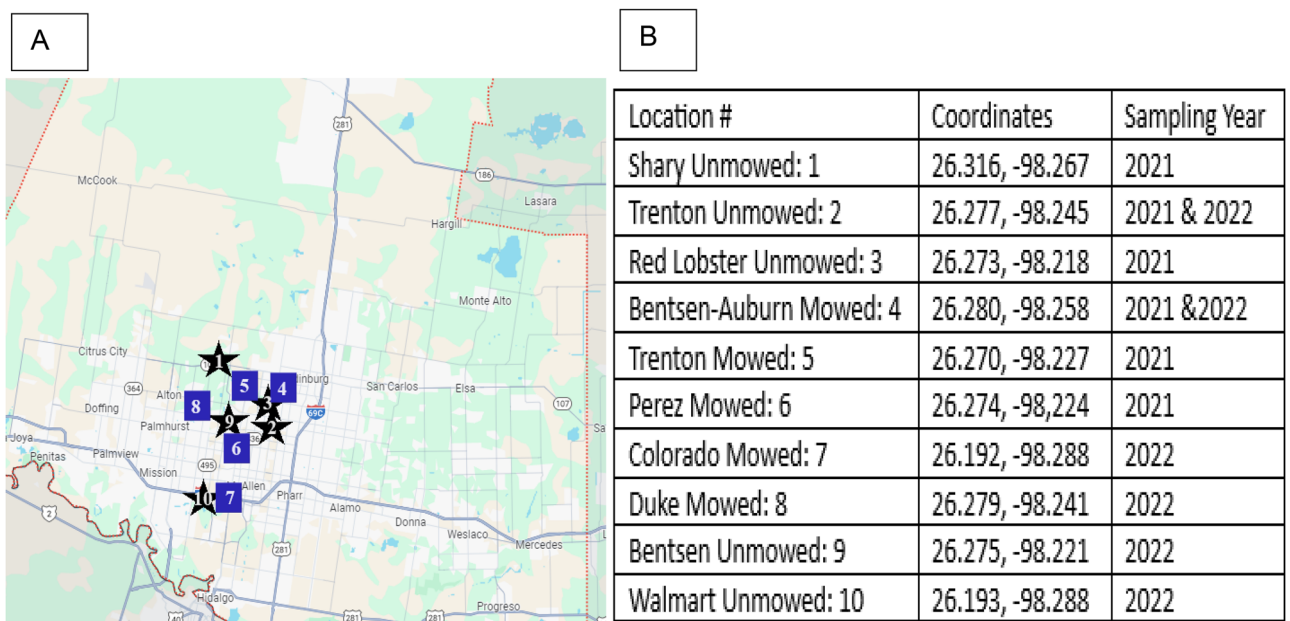 A
B
281
McCook
186
Lasara
Hargill
Monte Alto
Citrus City
1
364
Alton
5
4
inburg
San Carlos
Elsa
107
Doffing
8
3
69C
Palmhurst
9
2
Joya
Penitas
Palmview
6
Mission
495
10
7
Allen
Pharr
Alamo
Donna
Weslaco
Mercedes
2
281
Hidalgo
Progreso
281
281
Location # Coordinates Sampling Year
Shary Unmowed: 1 26.316, -98.267 2021
Trenton Unmowed: 2 26.277, -98.245 2021 & 2022
Red Lobster Unmowed: 3 26.273, -98.218 2021
Bentsen-Auburn Mowed: 4 26.280, -98.258 2021 &2022
Trenton Mowed: 5 26.270, -98.227 2021
Perez Mowed: 6 26.274, -98,224 2021
Colorado Mowed: 7 26.192, -98.288 2022
Duke Mowed: 8 26.279, -98.241 2022
Bentsen Unmowed: 9 26.275, -98.221 2022
Walmart Unmowed: 10 26.193, -98.288 2022